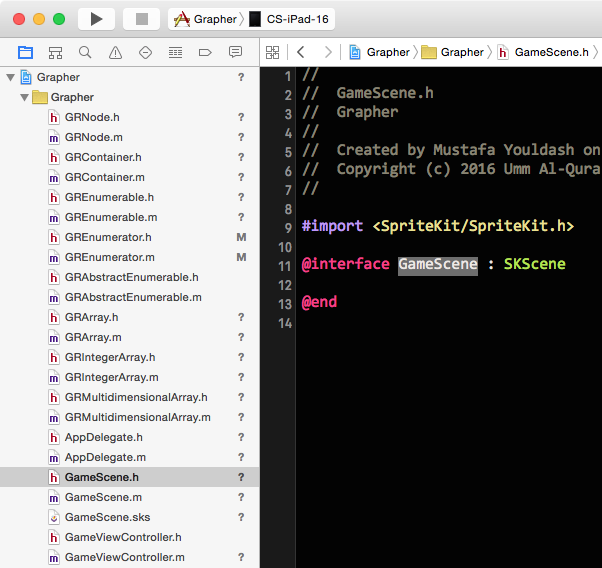 Grapher CS-iPad-16
Grapher Grapher h GameScene.h
Grapher ?
Grapher
h GRNode.h ?
m GRNode.m ?
h GRContainer.h ?
m GRContainer.m ?
h GREnumerable.h ?
m GREnumerable.m ?
h GREnumerator.h M
m GREnumerator.m M
h GRAbstractEnumerable.h
m GRAbstractEnumerable.m
h GRArray.h ?
m GRArray.m ?
h GRIntegerArray.h ?
m GRIntegerArray.m ?
h GRMultidimensionalArray.h ?
m GRMultidimensionalArray.m ?
h AppDelegate.h ?
m AppDelegate.m ?
h GameScene.h ?
m GameScene.m ?
GameScene.sks ?
h GameViewController.h
m GameViewController.m ?
1 //
2 //  GameScene.h
3 //  Grapher
4 //
5 //  Created by Mustafa Youldash on
6 //  Copyright (c) 2016 Umm Al-Qura
7 //
8
9 #import <SpriteKit/SpriteKit.h>
10
11 @interface GameScene : SKScene
12
13 @end
14